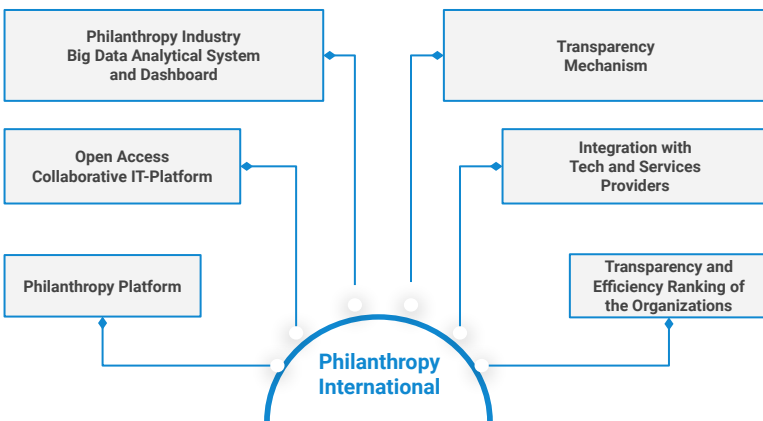 Philanthropy Industry
Big Data Analytical System
and Dashboard
Transparency
Mechanism
Open Access
Collaborative IT-Platform
Integration with
Tech and Services
Providers
Philanthropy Platform
Transparency and
Efficiency Ranking of
the Organizations
Philanthropy
International